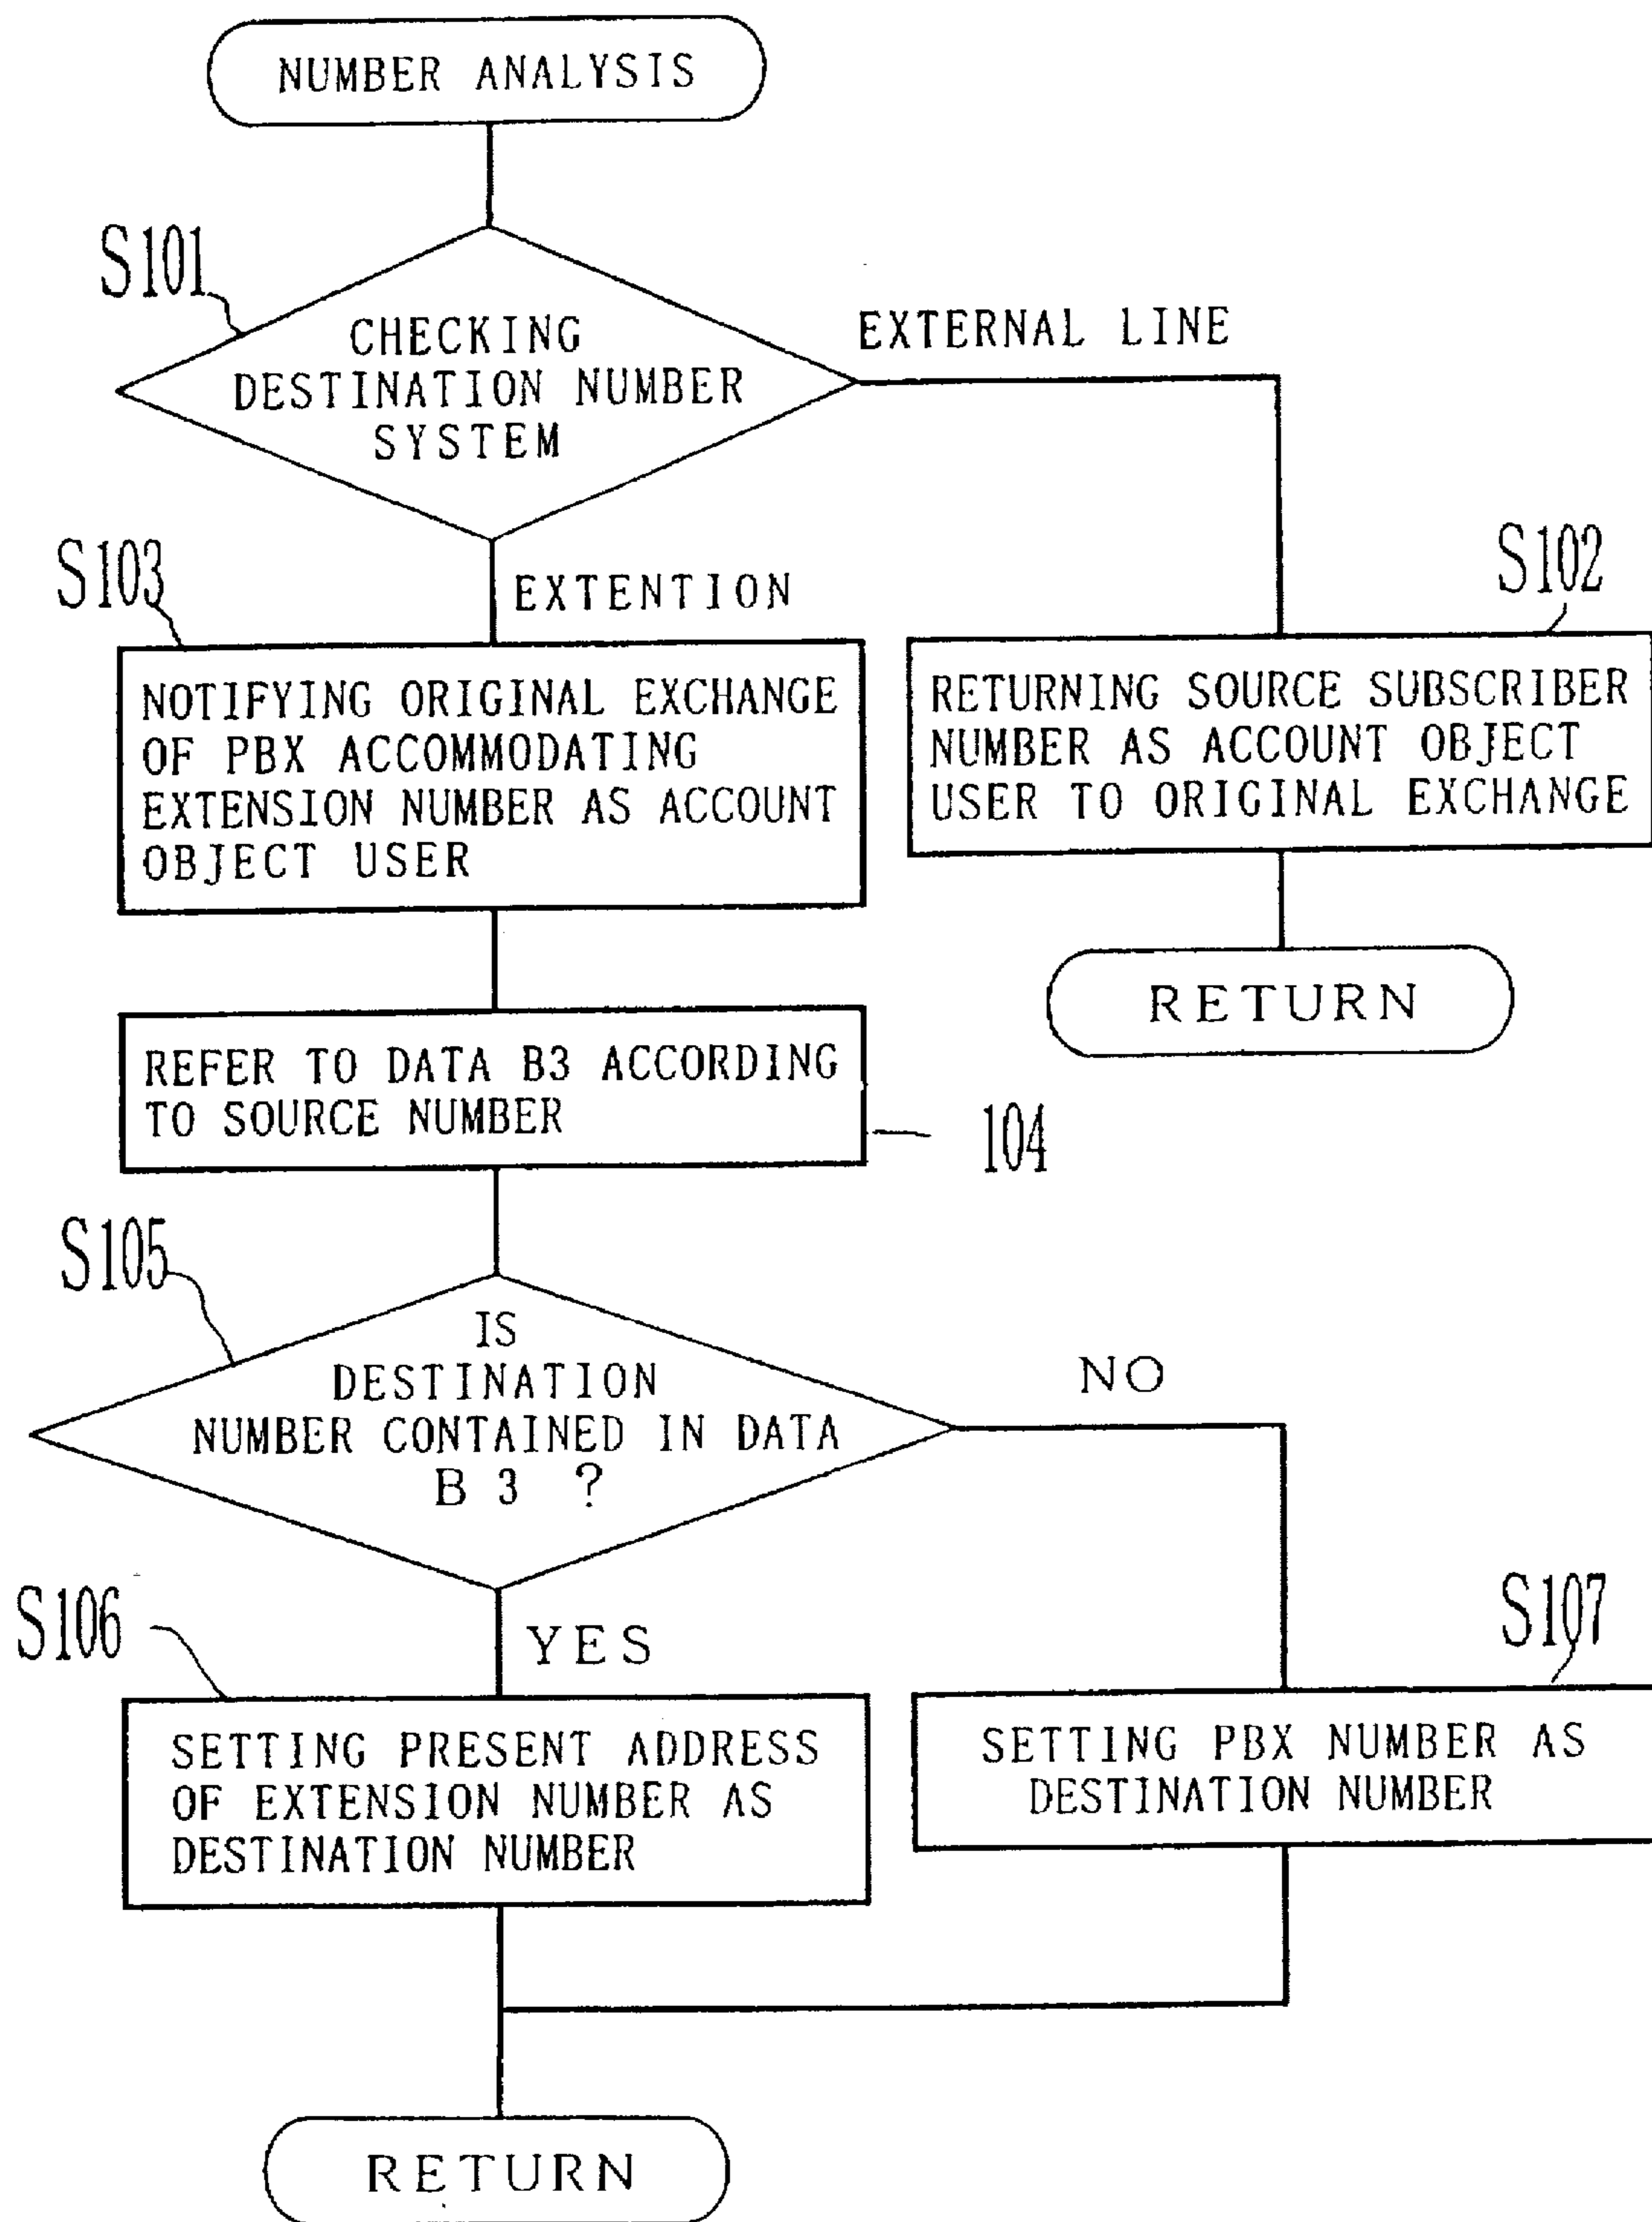 NUMBER ANALYSIS
S101
CHECKING
DESTINATION NUMBER
SYSTEM
EXTERNAL LINE
S103
EXTENTION
S102
NOTIFYING ORIGINAL EXCHANGE
OF PBX ACCOMMODATING
EXTENSION NUMBER AS ACCOUNT
OBJECT USER
RETURNING SOURCE SUBSCRIBER
NUMBER AS ACCOUNT OBJECT
USER TO ORIGINAL EXCHANGE
RETURN
REFER TO DATA B3 ACCORDING
TO SOURCE NUMBER
104
S105
IS
DESTINATION
NUMBER CONTAINED IN DATA
B 3 ?
NO
S106
YES
S107
SETTING PRESENT ADDRESS
OF EXTENSION NUMBER AS
DESTINATION NUMBER
SETTING PBX NUMBER AS
DESTINATION NUMBER
RETURN